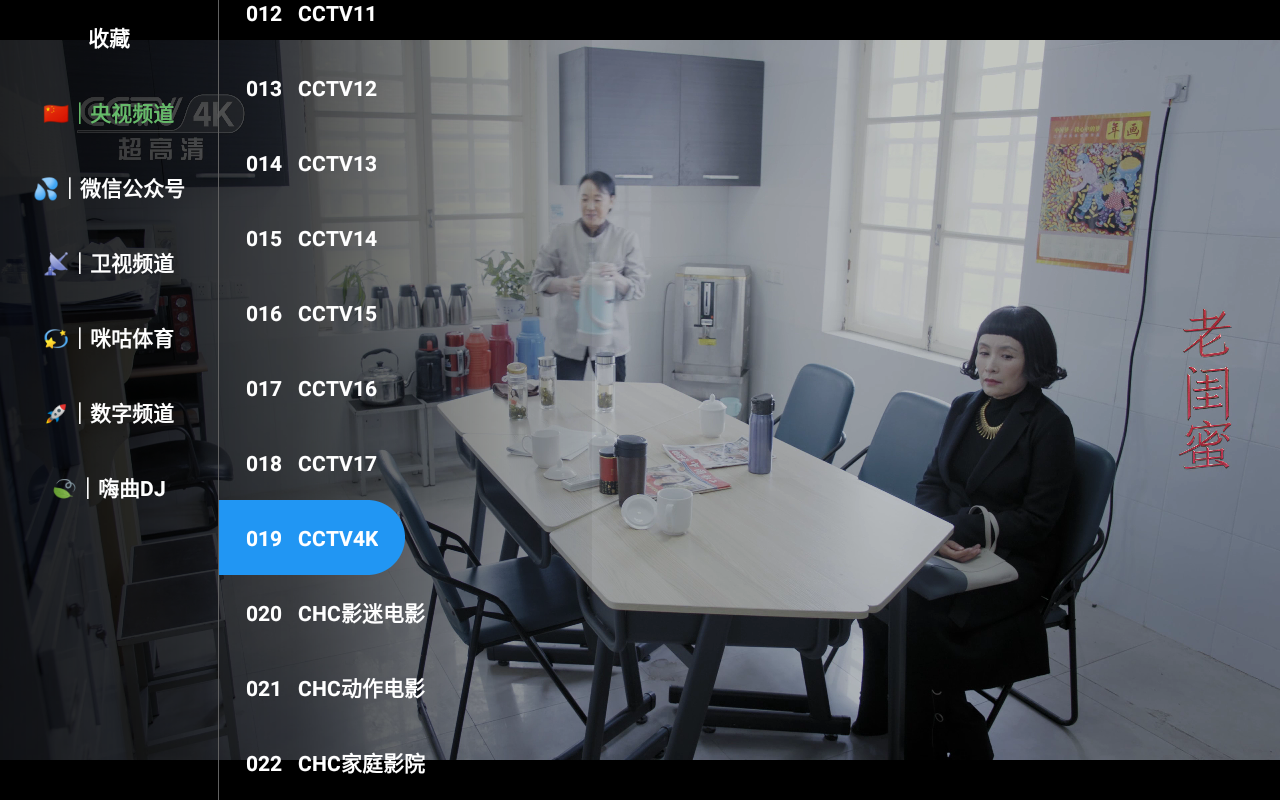 收藏
🇨🇳｜央视频道
💦｜微信公众号
📡｜卫视频道
💫｜咪咕体育
🚀｜数字频道
🍃｜嗨曲DJ
CCTV 4K
超高清
012 CCTV11
013 CCTV12
014 CCTV13
015 CCTV14
016 CCTV15
017 CCTV16
018 CCTV17
019 CCTV4K
020 CHC影迷电影
021 CHC动作电影
022 CHC家庭影院
年画
老闺蜜